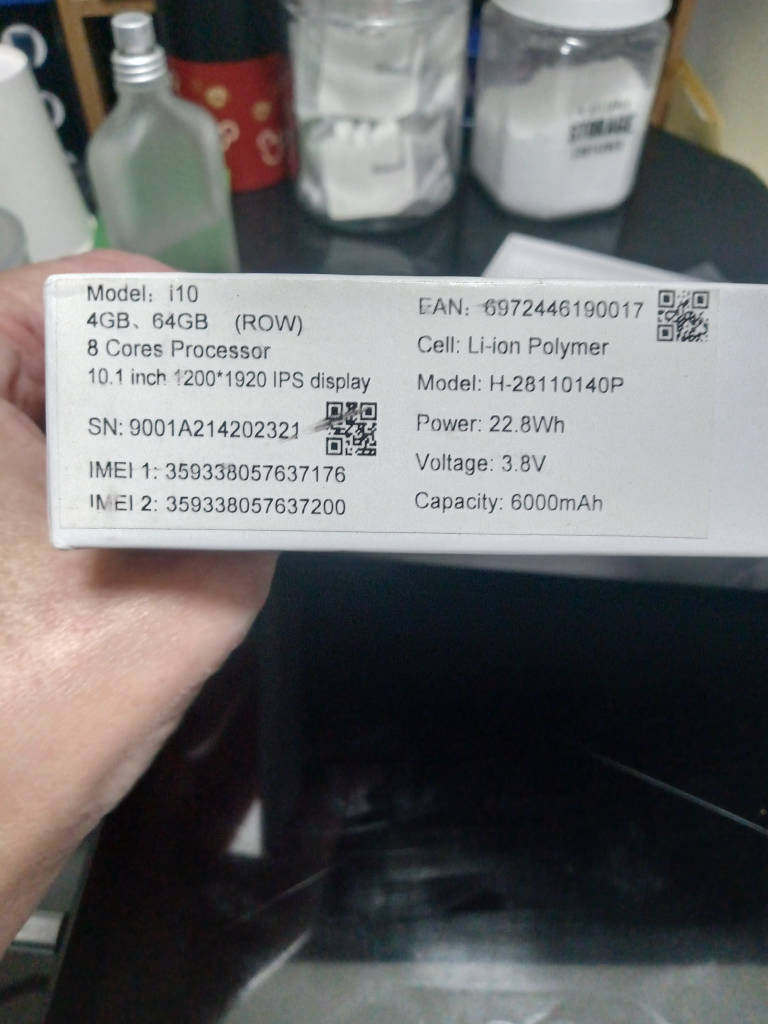 Model: i10
4GB、64GB (ROW)
8 Cores Processor
10.1 inch 1200*1920 IPS display
SN: 9001A214202321
IMEI 1: 359338057637176
IMEI 2: 359338057637200
EAN: 6972446190017
Cell: Li-ion Polymer
Model: H-28110140P
Power: 22.8Wh
Voltage: 3.8V
Capacity: 6000mAh
STORAGE